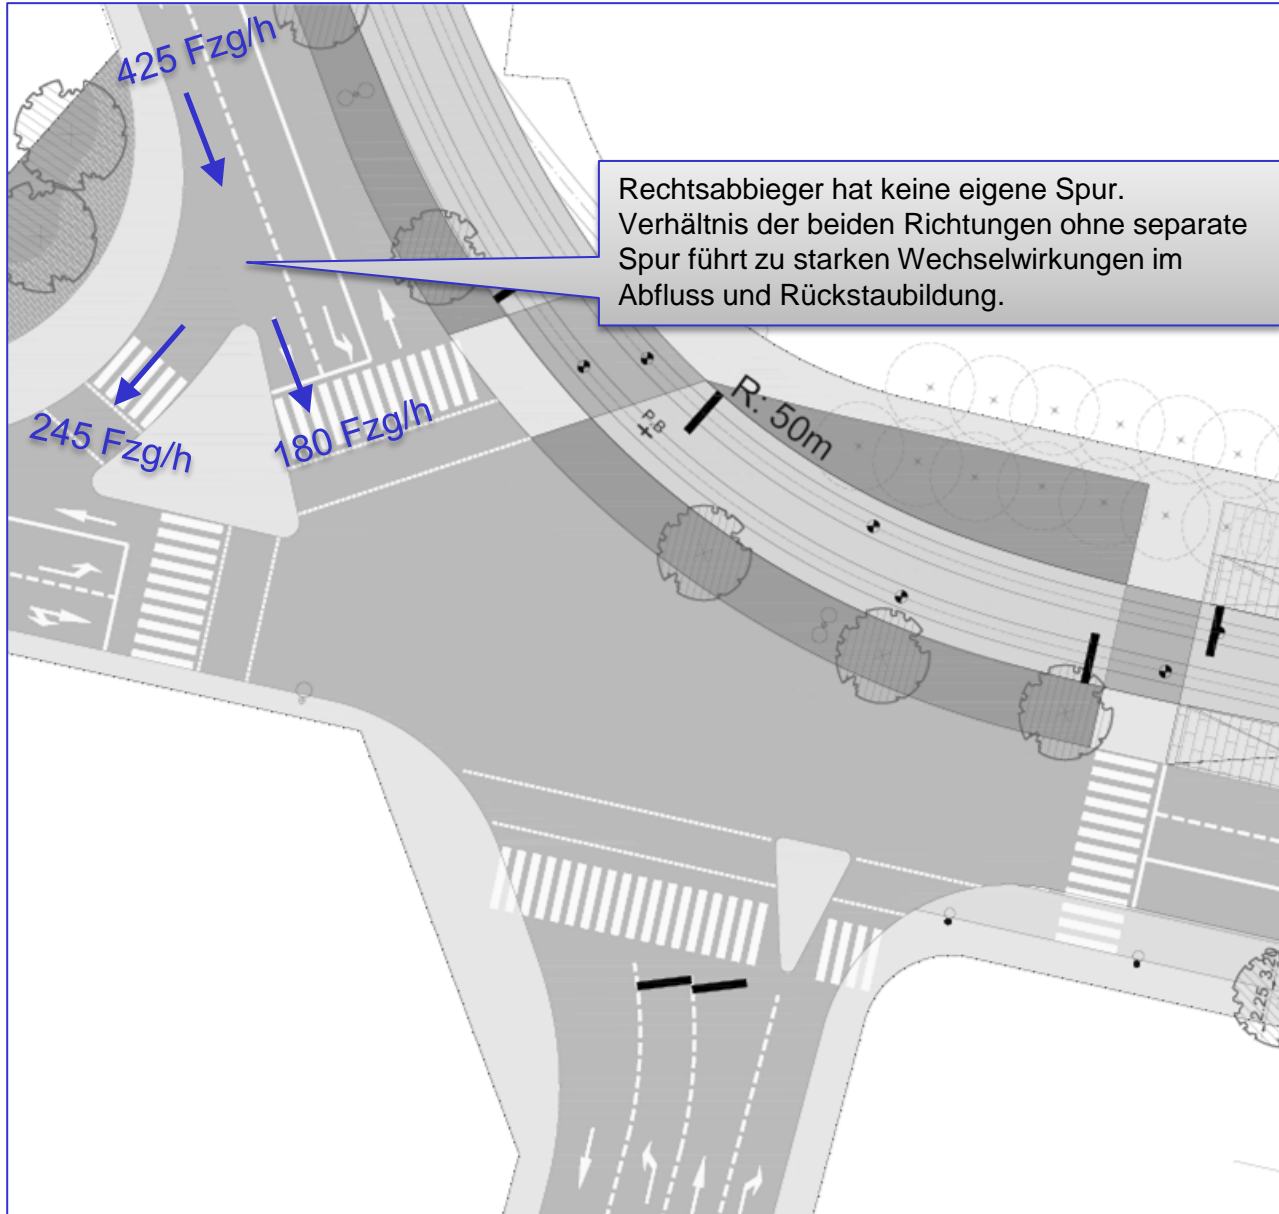 425 Fzg/h
Rechtsabbieger hat keine eigene Spur.
Verhältnis der beiden Richtungen ohne separate
Spur führt zu starken Wechselwirkungen im
Abfluss und Rückstaubildung.
245 Fzg/h
180 Fzg/h
P.B
R: 50m